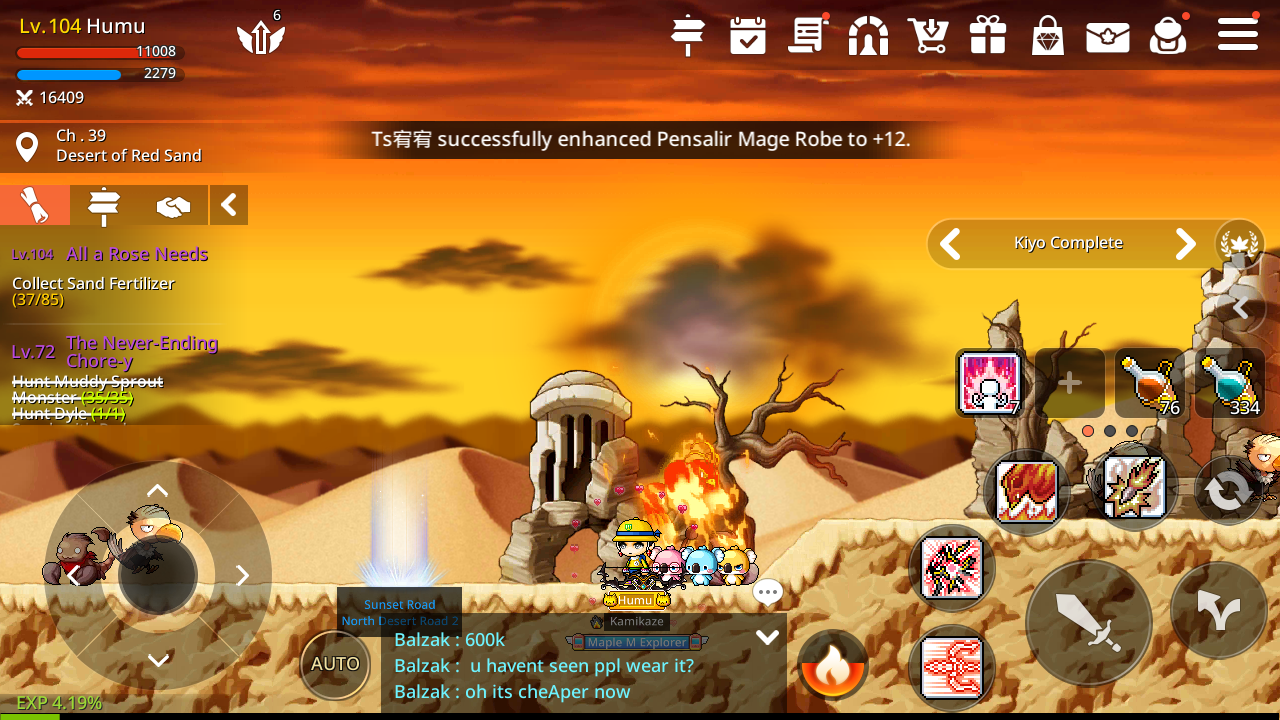 Lv.104 Humu
6
11008
2279
16409
Ch . 39
Desert of Red Sand
Ts宥宥 successfully enhanced Pensalir Mage Robe to +12.
Lv.104 All a Rose Needs
Collect Sand Fertilizer
(37/85)
Lv.72 The Never-Ending
Chore-y
Hunt Muddy Sprout
Monster (35/35)
Hunt Dyle (1/1)
Kiyo Complete
7
76
334
Sunset Road
North Desert Road 2
Humu
Kamikaze
Maple M Explorer
AUTO
Balzak : 600k
Balzak : u havent seen ppl wear it?
Balzak : oh its cheAper now
EXP 4.19%